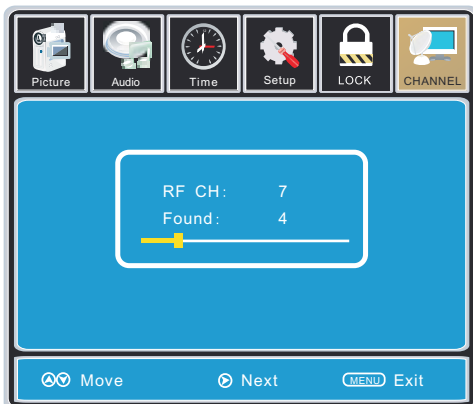 Picture Audio Time Setup LOCK CHANNEL
RF CH: 7
Found: 4
Move Next MENU Exit